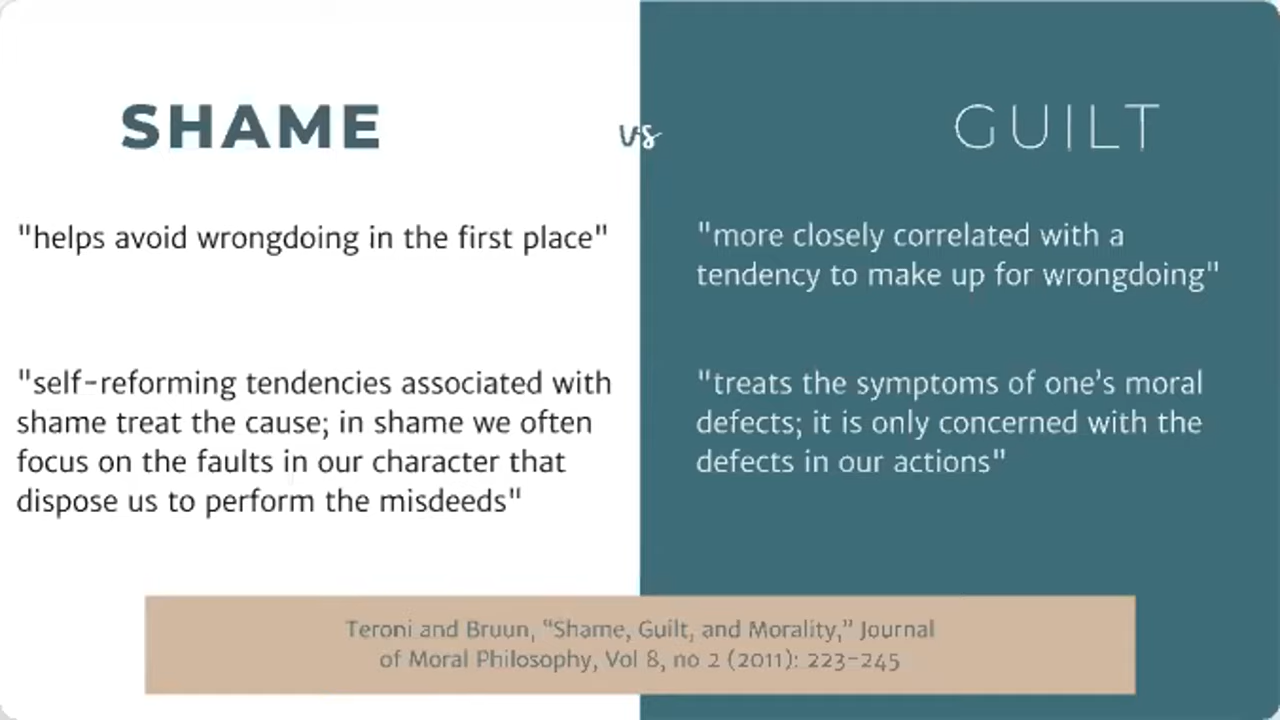 SHAME
vs
GUILT
"helps avoid wrongdoing in the first place"
"self-reforming tendencies associated with
shame treat the cause; in shame we often
focus on the faults in our character that
dispose us to perform the misdeeds"
"more closely correlated with a
tendency to make up for wrongdoing"
"treats the symptoms of one’s moral
defects; it is only concerned with the
defects in our actions"
Teroni and Bruun, “Shame, Guilt, and Morality,” Journal
of Moral Philosophy, Vol 8, no 2 (2011): 223-245